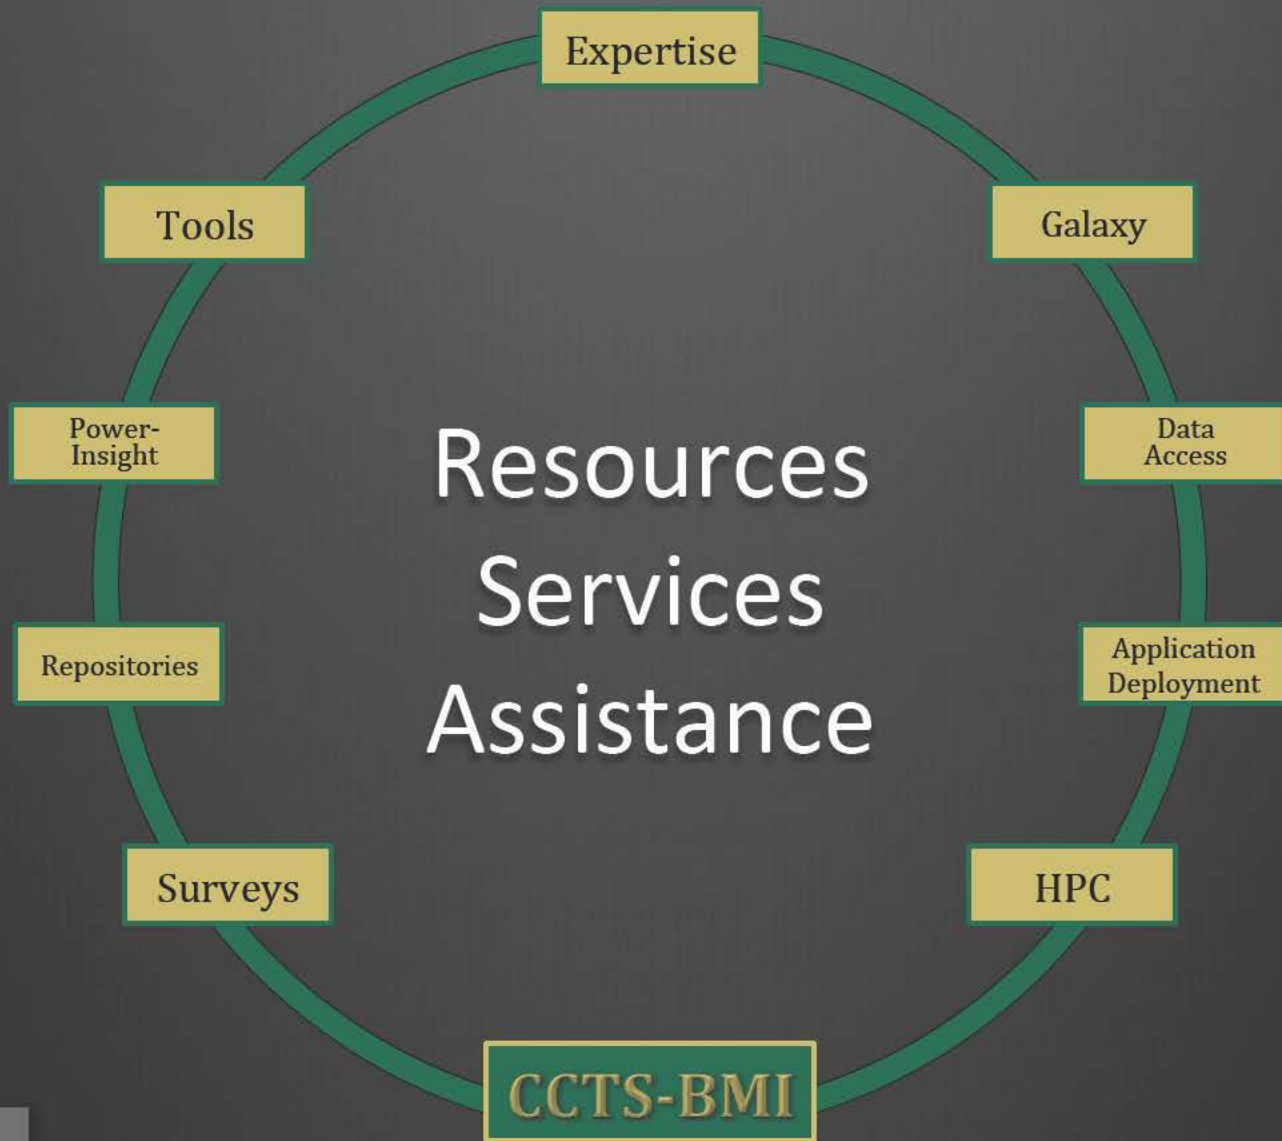 Expertise
Tools
Galaxy
Power-
Insight
Data
Access
Resources
Services
Assistance
Repositories
Application
Deployment
Surveys
HPC
CCTS-BMI